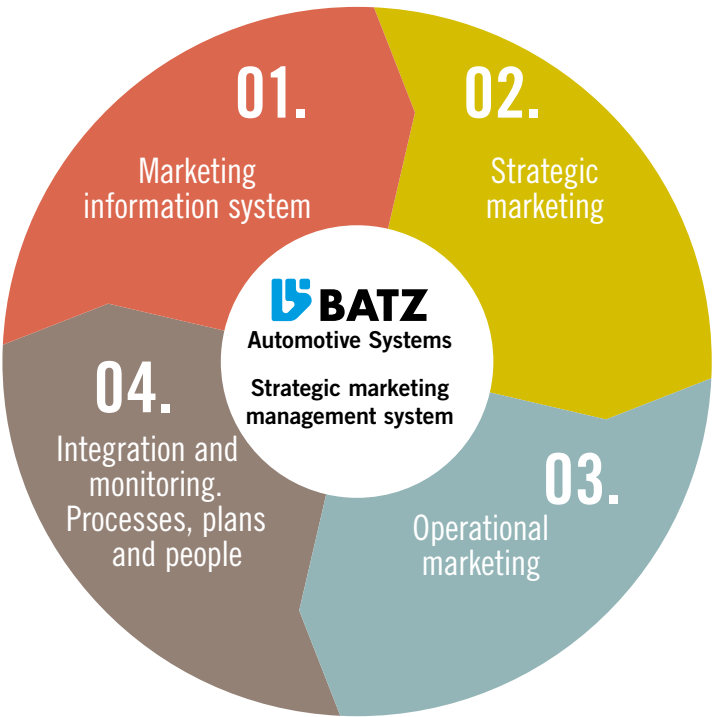 01.
Marketing
information system
02.
Strategic
marketing
BATZ
Automotive Systems
Strategic marketing
management system
03.
Operational
marketing
04.
Integration and
monitoring.
Processes, plans
and people